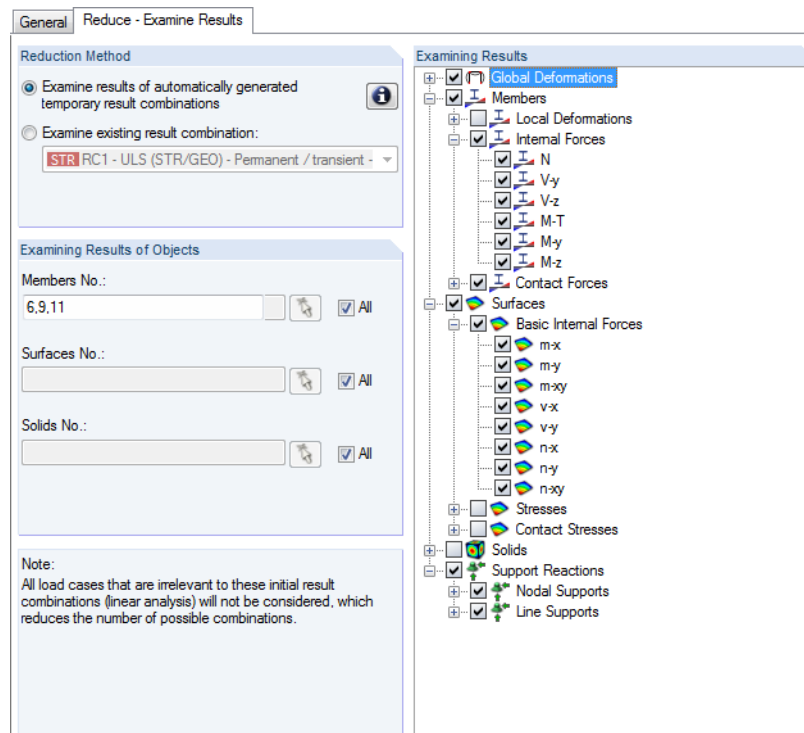 General
Reduce - Examine Results
Reduction Method
Examine results of automatically generated
temporary result combinations
Examine existing result combination:
STR RC1 - ULS (STR/GEO) - Permanent / transient -
Examining Results of Objects
Members No.:
6,9,11
All
Surfaces No.:
All
Solids No.:
All
Note:
All load cases that are irrelevant to these initial result
combinations (linear analysis) will not be considered, which
reduces the number of possible combinations.
Examining Results
Global Deformations
Members
Local Deformations
Internal Forces
N
V-y
V-z
M-T
M-y
M-z
Contact Forces
Surfaces
Basic Internal Forces
m-x
m-y
m-xy
v-x
v-y
n-x
n-y
n-xy
Stresses
Contact Stresses
Solids
Support Reactions
Nodal Supports
Line Supports